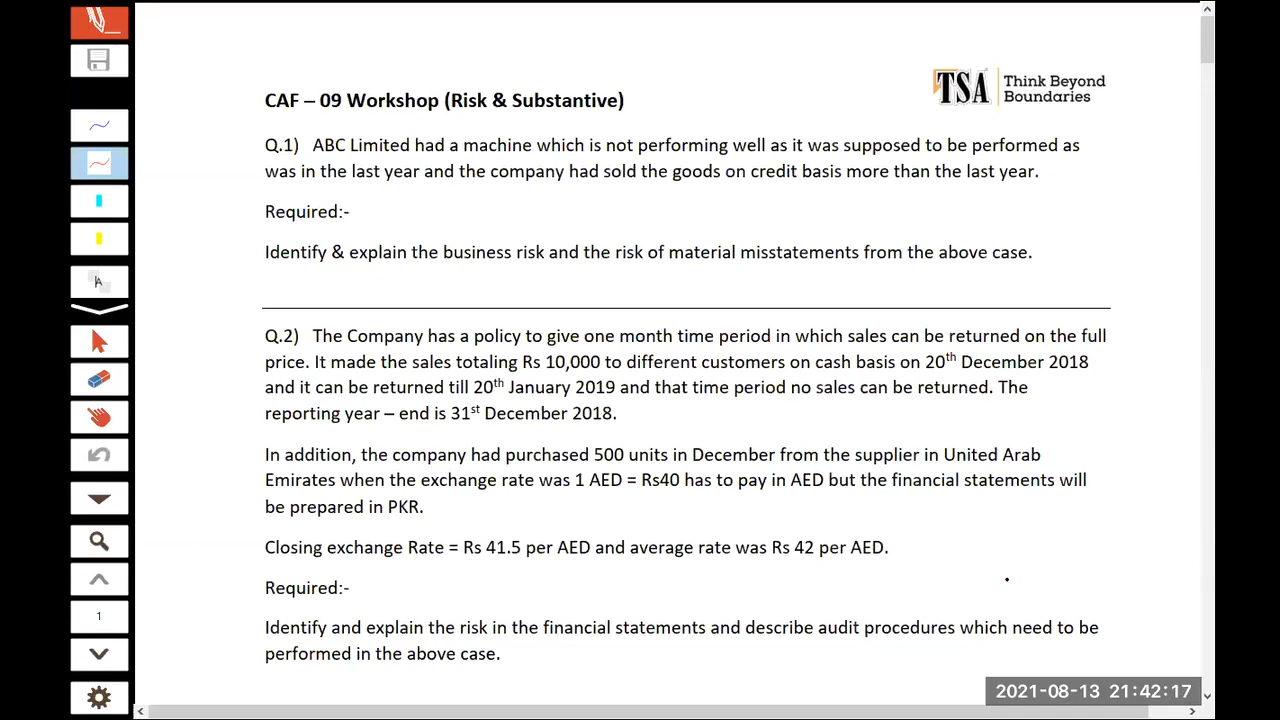 TSA Think Beyond
Boundaries
CAF – 09 Workshop (Risk & Substantive)
Q.1) ABC Limited had a machine which is not performing well as it was supposed to be performed as
was in the last year and the company had sold the goods on credit basis more than the last year.
Required:-
Identify & explain the business risk and the risk of material misstatements from the above case.
Q.2) The Company has a policy to give one month time period in which sales can be returned on the full
price. It made the sales totaling Rs 10,000 to different customers on cash basis on 20th December 2018
and it can be returned till 20th January 2019 and that time period no sales can be returned. The
reporting year – end is 31st December 2018.
In addition, the company had purchased 500 units in December from the supplier in United Arab
Emirates when the exchange rate was 1 AED = Rs40 has to pay in AED but the financial statements will
be prepared in PKR.
Closing exchange Rate = Rs 41.5 per AED and average rate was Rs 42 per AED.
Required:-
Identify and explain the risk in the financial statements and describe audit procedures which need to be
performed in the above case.
A
1
2021-08-13 21:42:17